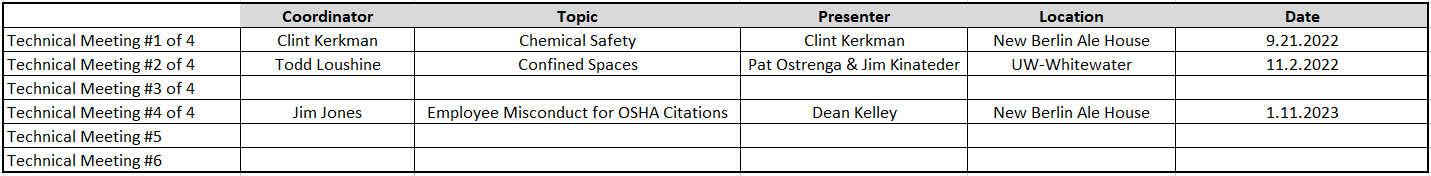 Coordinator Topic Presenter Location Date
Technical Meeting #1 of 4 Clint Kerkman Chemical Safety Clint Kerkman New Berlin Ale House 9.21.2022
Technical Meeting #2 of 4 Todd Loushine Confined Spaces Pat Ostrenga & Jim Kinateder UW-Whitewater 11.2.2022
Technical Meeting #3 of 4
Technical Meeting #4 of 4 Jim Jones Employee Misconduct for OSHA Citations Dean Kelley New Berlin Ale House 1.11.2023
Technical Meeting #5
Technical Meeting #6